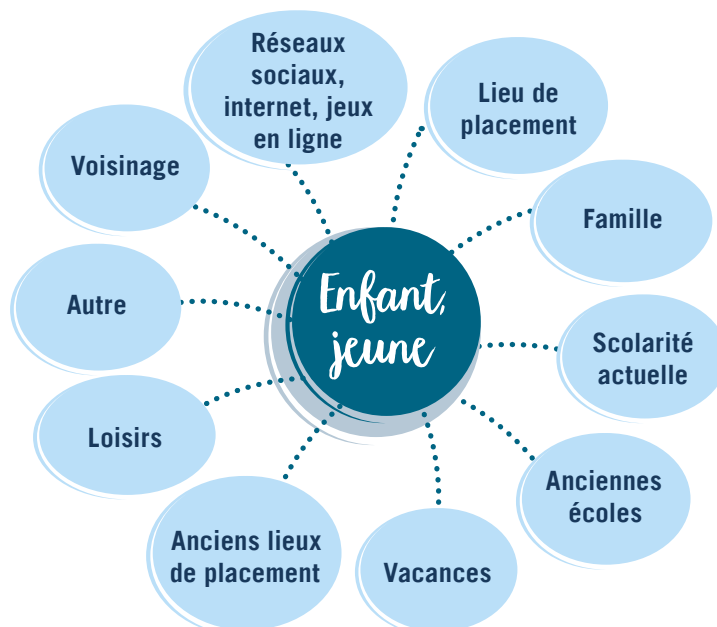 Réseaux
sociaux,
internet, jeux
en ligne
Lieu de
placement
Voisinage
Famille
Autre
Enfant,
jeune
Scolarité
actuelle
Loisirs
Anciennes
écoles
Anciens lieux
de placement
Vacances